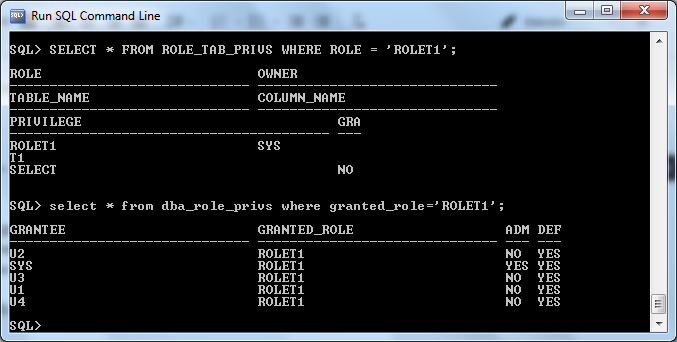 Run SQL Command Line
SQL> SELECT * FROM ROLE_TAB_PRIVS WHERE ROLE = 'ROLET1';
ROLE OWNER
------------------------------ ------------------------------
TABLE_NAME COLUMN_NAME
------------------------------ ------------------------------
PRIVILEGE GRA
---------------------------------------- ---
ROLET1 SYS
T1
SELECT NO
SQL> select * from dba_role_privs where granted_role='ROLET1';
GRANTEE GRANTED_ROLE ADM DEF
------------------------------ ------------------------------ --- ---
U2 ROLET1 NO YES
SYS ROLET1 YES YES
U3 ROLET1 NO YES
U1 ROLET1 NO YES
U4 ROLET1 NO YES
SQL>